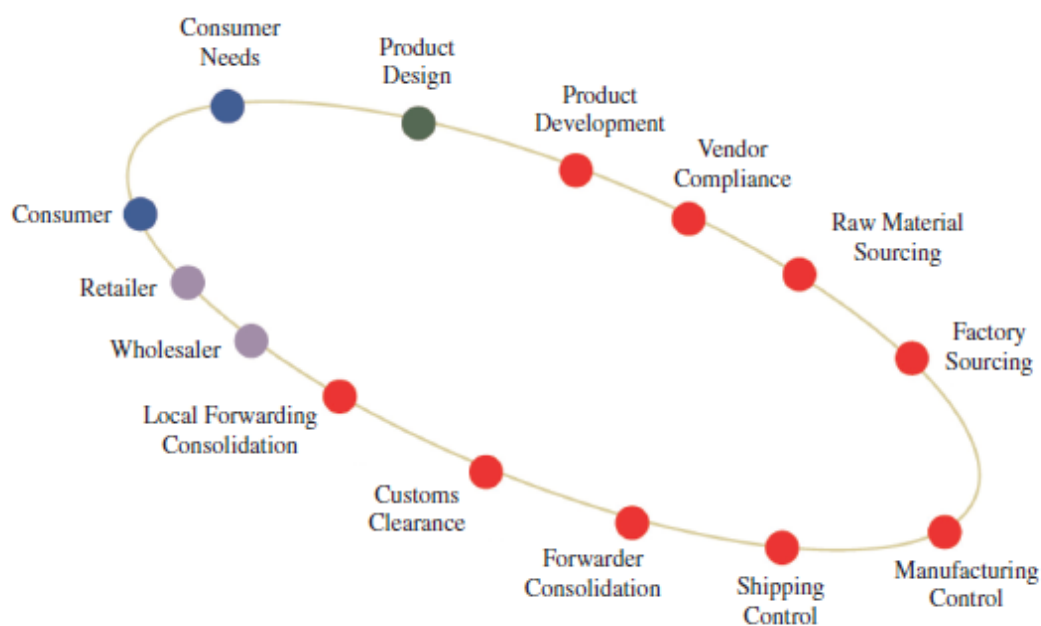 Consumer
Needs
Product
Design
Product
Development
Vendor
Compliance
Raw Material
Sourcing
Factory
Sourcing
Manufacturing
Control
Shipping
Control
Forwarder
Consolidation
Customs
Clearance
Local Forwarding
Consolidation
Wholesaler
Retailer
Consumer